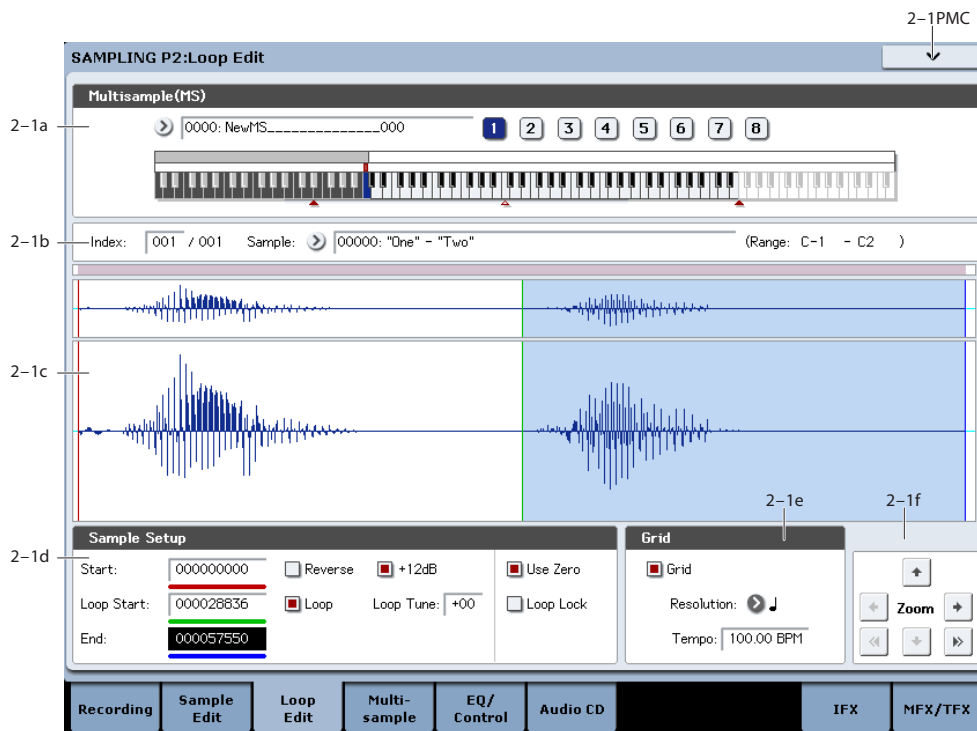 2–1PMC
SAMPLING P2:Loop Edit
Multisample(MS)
2–1a
0000: NewMS_______________000
1 2 3 4 5 6 7 8
2–1b
Index: 001 / 001 Sample: 00000: "One" - "Two" (Range: C-1 - C2 )
2–1c
2–1e
2–1f
2–1d
Sample Setup
Grid
Start: 000000000 Reverse +12dB Use Zero
Grid
Loop Start: 000028836 Loop Loop Tune: +00 Loop Lock
Resolution: ♩
Zoom
End: 000057550
Tempo: 100.00 BPM
Recording
Sample
Edit
Loop
Edit
Multi-
sample
EQ/
Control
Audio CD
IFX
MFX/TFX